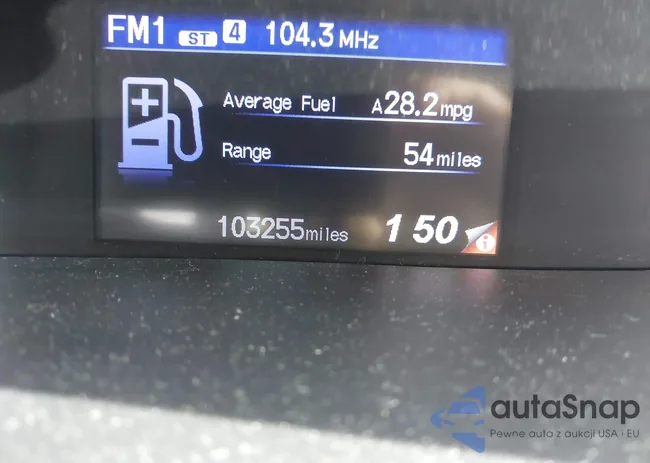 FM1 ST 4 104.3 MHz
Average Fuel A28.2 mpg
Range 54 miles
103255 miles 1 50 i
autaSnap
Pewne auta z aukcji USA i EU